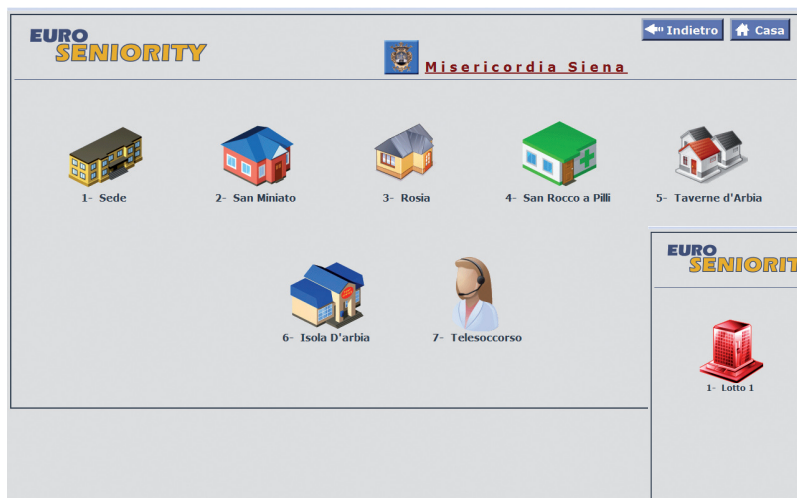 EURO
SENIORITY
Indietro
Casa
Misericordia Siena
1- Sede
2- San Miniato
3- Rosia
4- San Rocco a Pilli
5- Taverne d'Arbia
6- Isola D'arbia
7- Telesoccorso
EURO
SENIORIT
1- Lotto 1